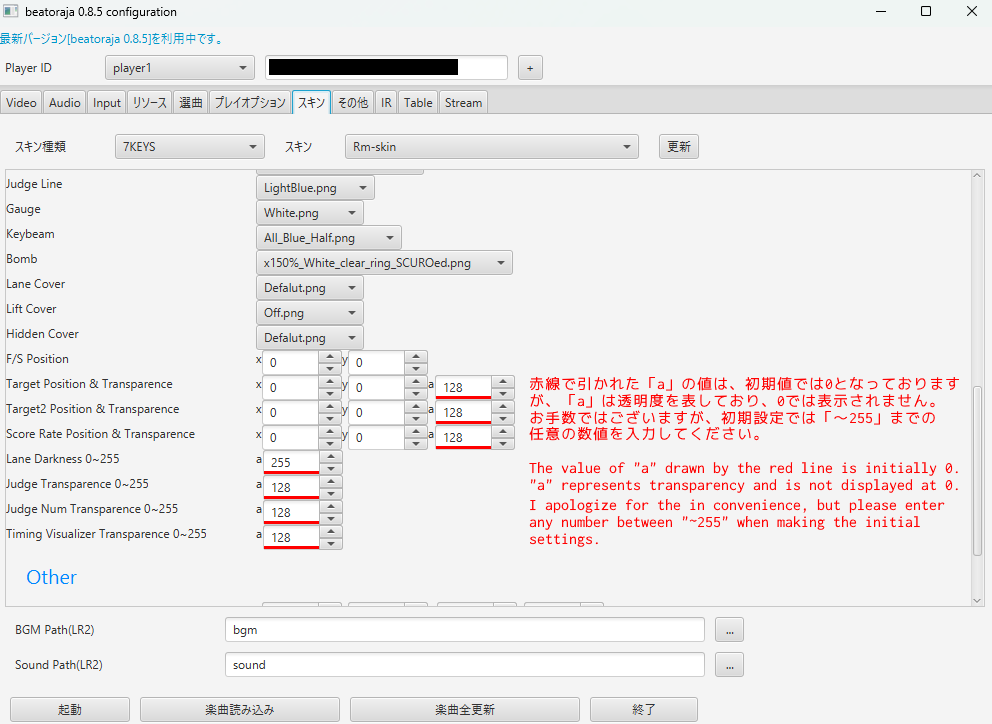 beatoraja 0.8.5 configuration
最新バージョン[beatoraja 0.8.5]を利用中です。
Player ID player1 +
Video Audio Input リソース 選曲 プレイオプション スキン その他 IR Table Stream
スキン種類 7KEYS スキン Rm-skin 更新
Judge Line LightBlue.png
Gauge White.png
Keybeam All_Blue_Half.png
Bomb x150%_White_clear_ring_SCUROed.png
Lane Cover Defalut.png
Lift Cover Off.png
Hidden Cover Defalut.png
F/S Position x 0 y 0
Target Position & Transparence x 0 y 0 a 128
Target2 Position & Transparence x 0 y 0 a 128
Score Rate Position & Transparence x 0 y 0 a 128
Lane Darkness 0~255 a 255
Judge Transparence 0~255 a 128
Judge Num Transparence 0~255 a 128
Timing Visualizer Transparence 0~255 a 128
赤線で引かれた「a」の値は、初期値では0となっております
が、「a」は透明度を表しており、0では表示されません。
お手数ではございますが、初期設定では「～255」までの
任意の数値を入力してください。
The value of "a" drawn by the red line is initially 0.
"a" represents transparency and is not displayed at 0.
I apologize for the in convenience, but please enter
any number between "~255" when making the initial
settings.
Other
BGM Path(LR2) bgm ...
Sound Path(LR2) sound ...
起動 楽曲読み込み 楽曲全更新 終了